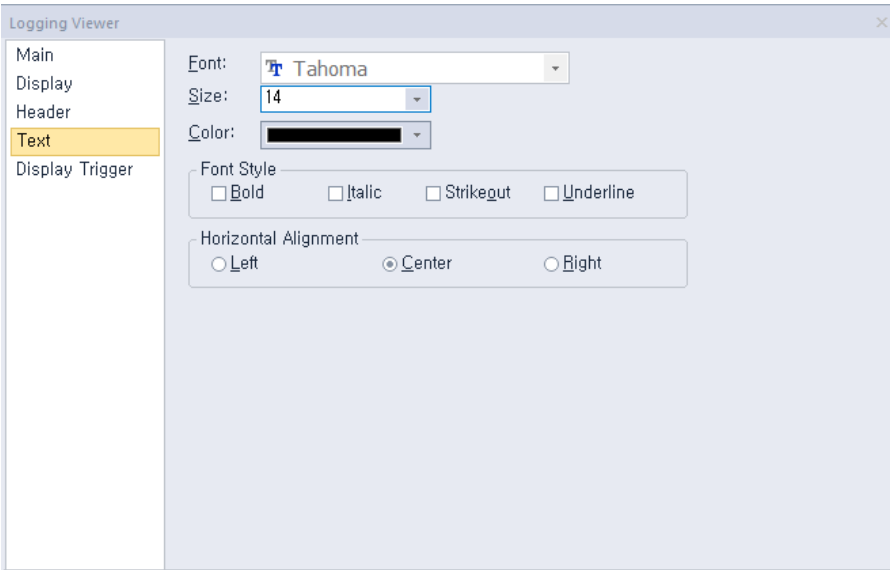 Logging Viewer
Main
Display
Header
Text
Display Trigger
Font: Tahoma
Size: 14
Color:
Font Style
Bold Italic Strikeout Underline
Horizontal Alignment
Left Center Right